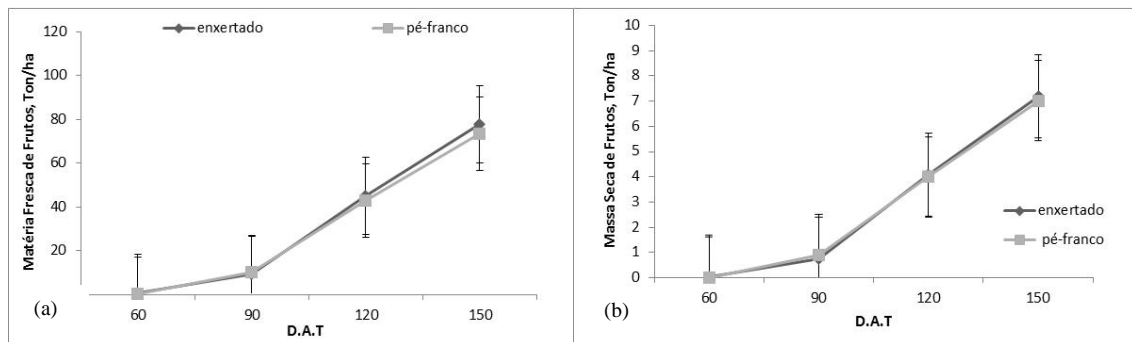 enxertado
pé-franco
Matéria Fresca de Frutos, Ton/ha
120
100
80
60
40
20
60
90
120
150
D.A.T
(a)
Massa Seca de Frutos, Ton/ha
10
9
8
7
6
5
4
3
2
1
0
enxertado
pé-franco
60
90
120
150
D.A.T
(b)